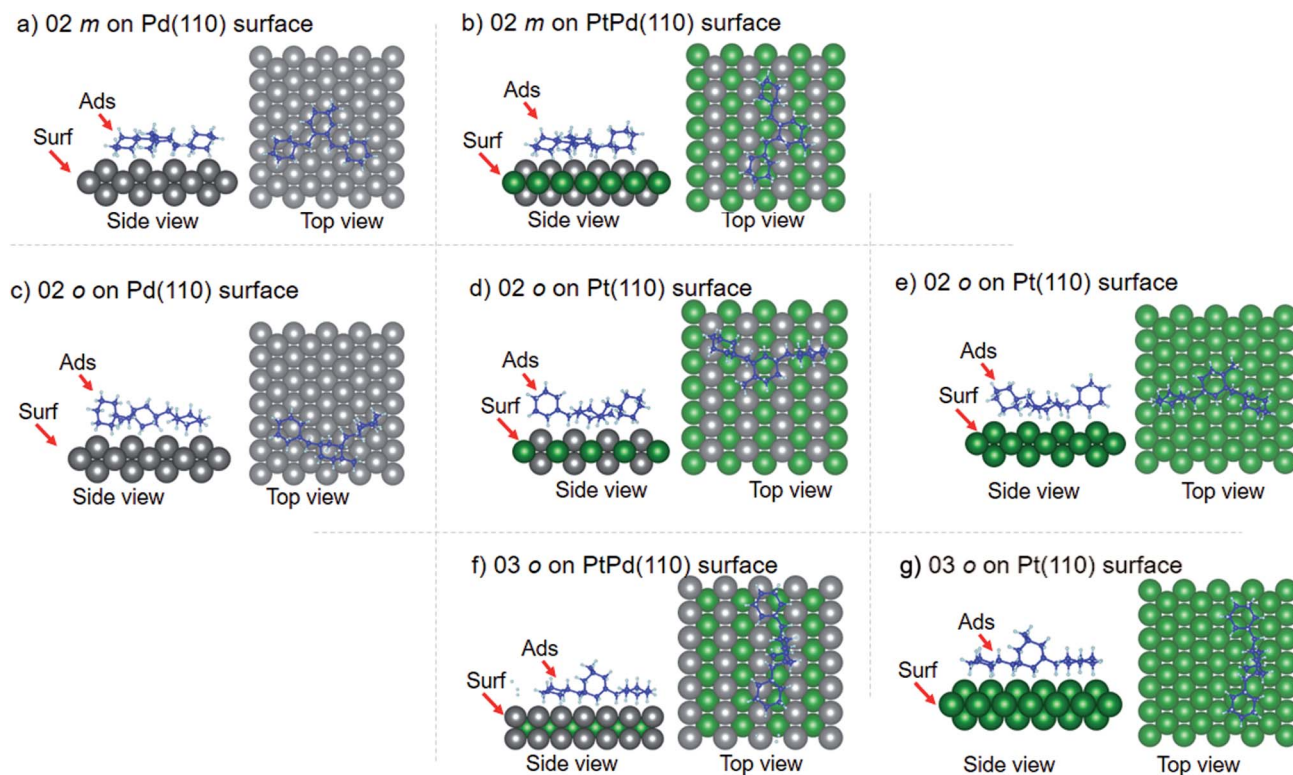 a) 02 m on Pd(110) surface
Ads
Surf
Side view
Top view
b) 02 m on PtPd(110) surface
Ads
Surf
Side view
Top view
c) 02 o on Pd(110) surface
Ads
Surf
Side view
Top view
d) 02 o on Pt(110) surface
Ads
Surf
Side view
Top view
e) 02 o on Pt(110) surface
Ads
Surf
Side view
Top view
f) 03 o on PtPd(110) surface
Ads
Surf
Side view
Top view
g) 03 o on Pt(110) surface
Ads
Surf
Side view
Top view